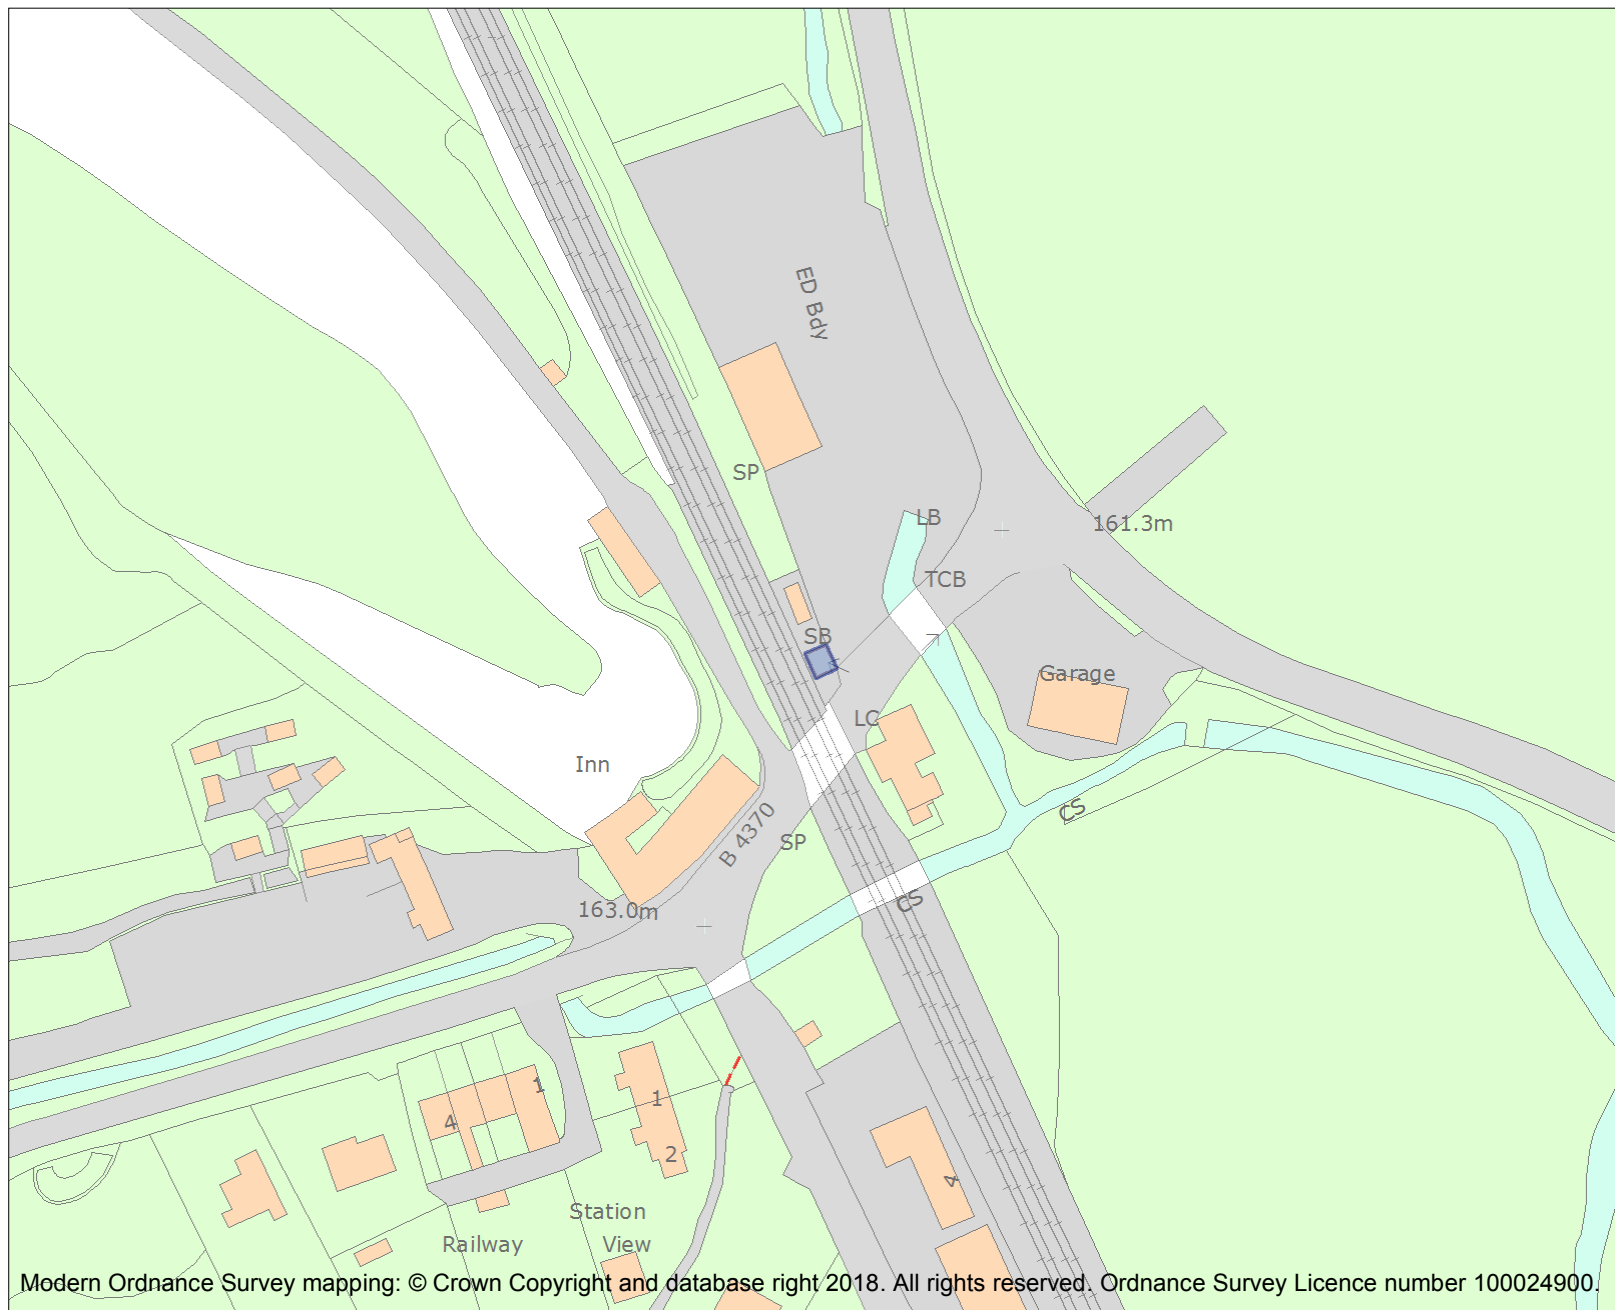 ED Bdy
SP
LB
161.3m
TCB
SB
Garage
LC
Inn
CS
B 4370
SP
CS
163.0m
1
1
4
2
4
Station
Railway
View
Modern Ordnance Survey mapping: © Crown Copyright and database right 2018. All rights reserved. Ordnance Survey Licence number 100024900.